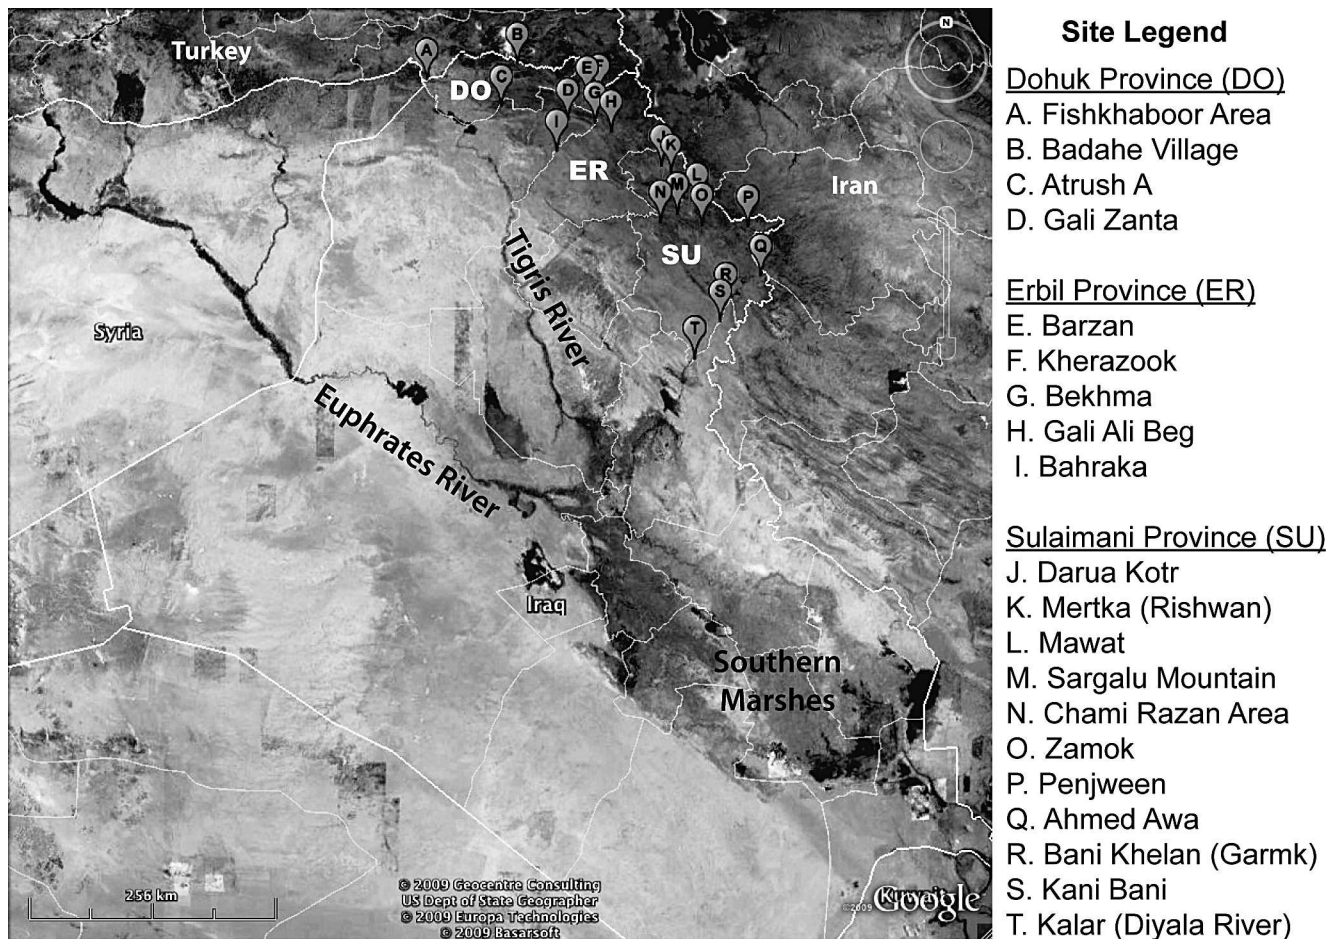 Turkey
A
B
C
DO
D
E
F
G
H
I
ER
J
K
L
M
N
O
P
Iran
N
SU
Q
R
S
T
Tigris River
Syria
Euphrates River
Iraq
Southern
Marshes
256 km
© 2009 Geocentre Consulting
US Dept of State Geographer
© 2009 Europa Technologies
© 2009 Basarsoft
Kuwait
©2009 Google
Site Legend
Dohuk Province (DO)
A. Fishkhaboor Area
B. Badahe Village
C. Atrush A
D. Gali Zanta
Erbil Province (ER)
E. Barzan
F. Kherazook
G. Bekhma
H. Gali Ali Beg
I. Bahraka
Sulaimani Province (SU)
J. Darua Kotr
K. Mertka (Rishwan)
L. Mawat
M. Sargalu Mountain
N. Chami Razan Area
O. Zamok
P. Penjween
Q. Ahmed Awa
R. Bani Khelan (Garmk)
S. Kani Bani
T. Kalar (Diyala River)